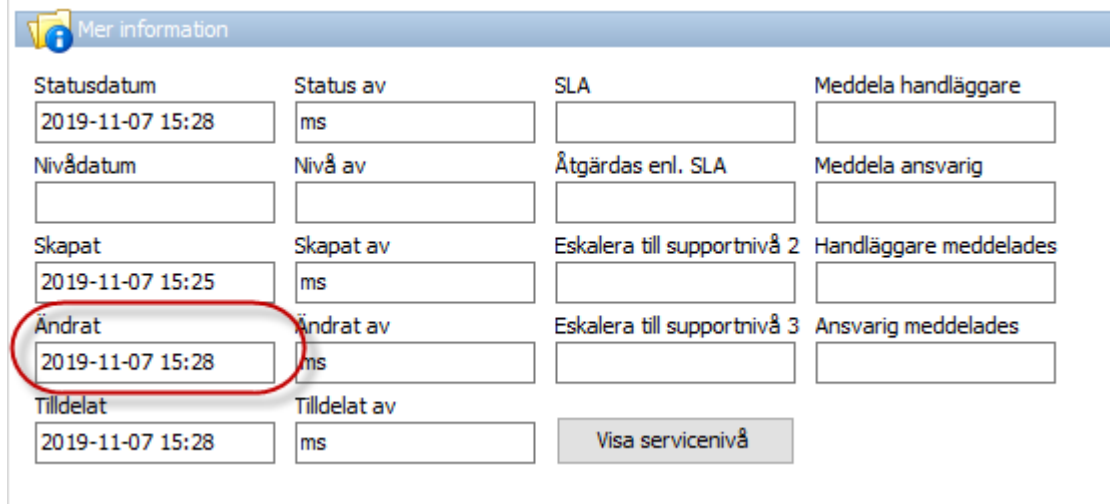 Mer information
Statusdatum Status av SLA Meddela handläggare
2019-11-07 15:28 ms
Nivådatum Nivå av Åtgärdas enl. SLA Meddela ansvarig
Skapat Skapat av Eskalera till supportnivå 2 Handläggare meddelades
2019-11-07 15:25 ms
Ändrat Ändrat av Eskalera till supportnivå 3 Ansvarig meddelades
2019-11-07 15:28 ms
Tilldelat Tilldelat av
2019-11-07 15:28 ms Visa servicenivå